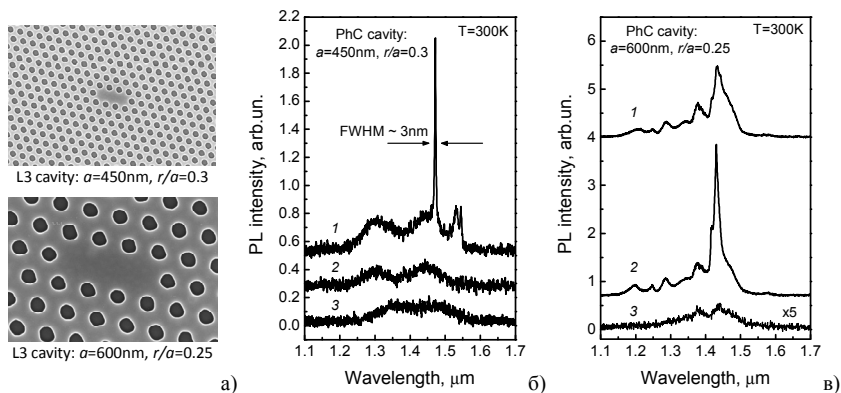 L3 cavity: a=450nm, r/a=0.3
L3 cavity: a=600nm, r/a=0.25
а)
PL intensity, arb.un.
2.0
1.8
1.6
1.4
1.2
1.0
0.8
0.6
0.4
0.2
0.0
PhC cavity:
a=450nm, r/a=0.3
T=300K
FWHM ~ 3nm
1
2
3
1.1 1.2 1.3 1.4 1.5 1.6 1.7
Wavelength, μm
б)
PL intensity, arb.un.
6
5
4
3
2
1
0
PhC cavity:
a=600nm, r/a=0.25
T=300K
1
2
3
x5
1.1 1.2 1.3 1.4 1.5 1.6 1.7
Wavelength, μm
в)